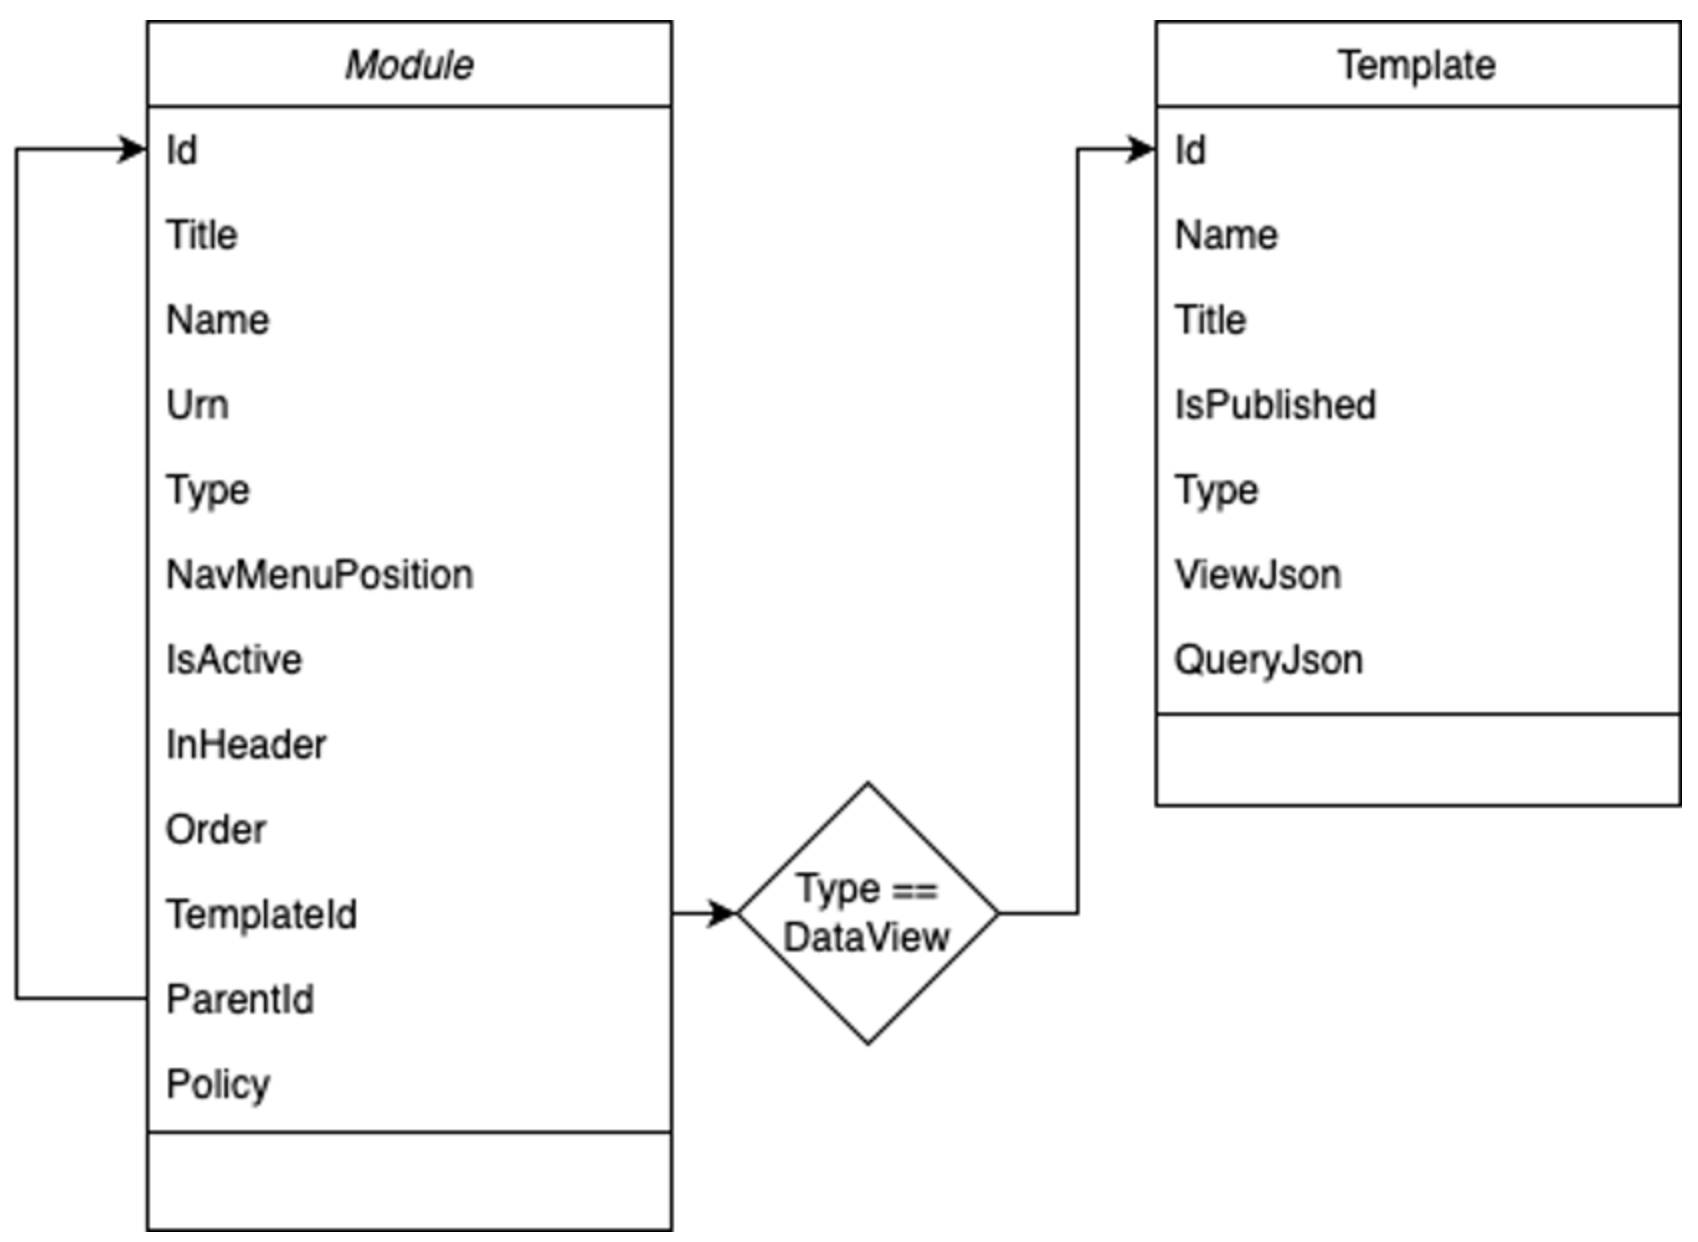 Module
Id
Title
Name
Urn
Type
NavMenuPosition
IsActive
InHeader
Order
TemplateId
ParentId
Policy
Type ==
DataView
Template
Id
Name
Title
IsPublished
Type
ViewJson
QueryJson